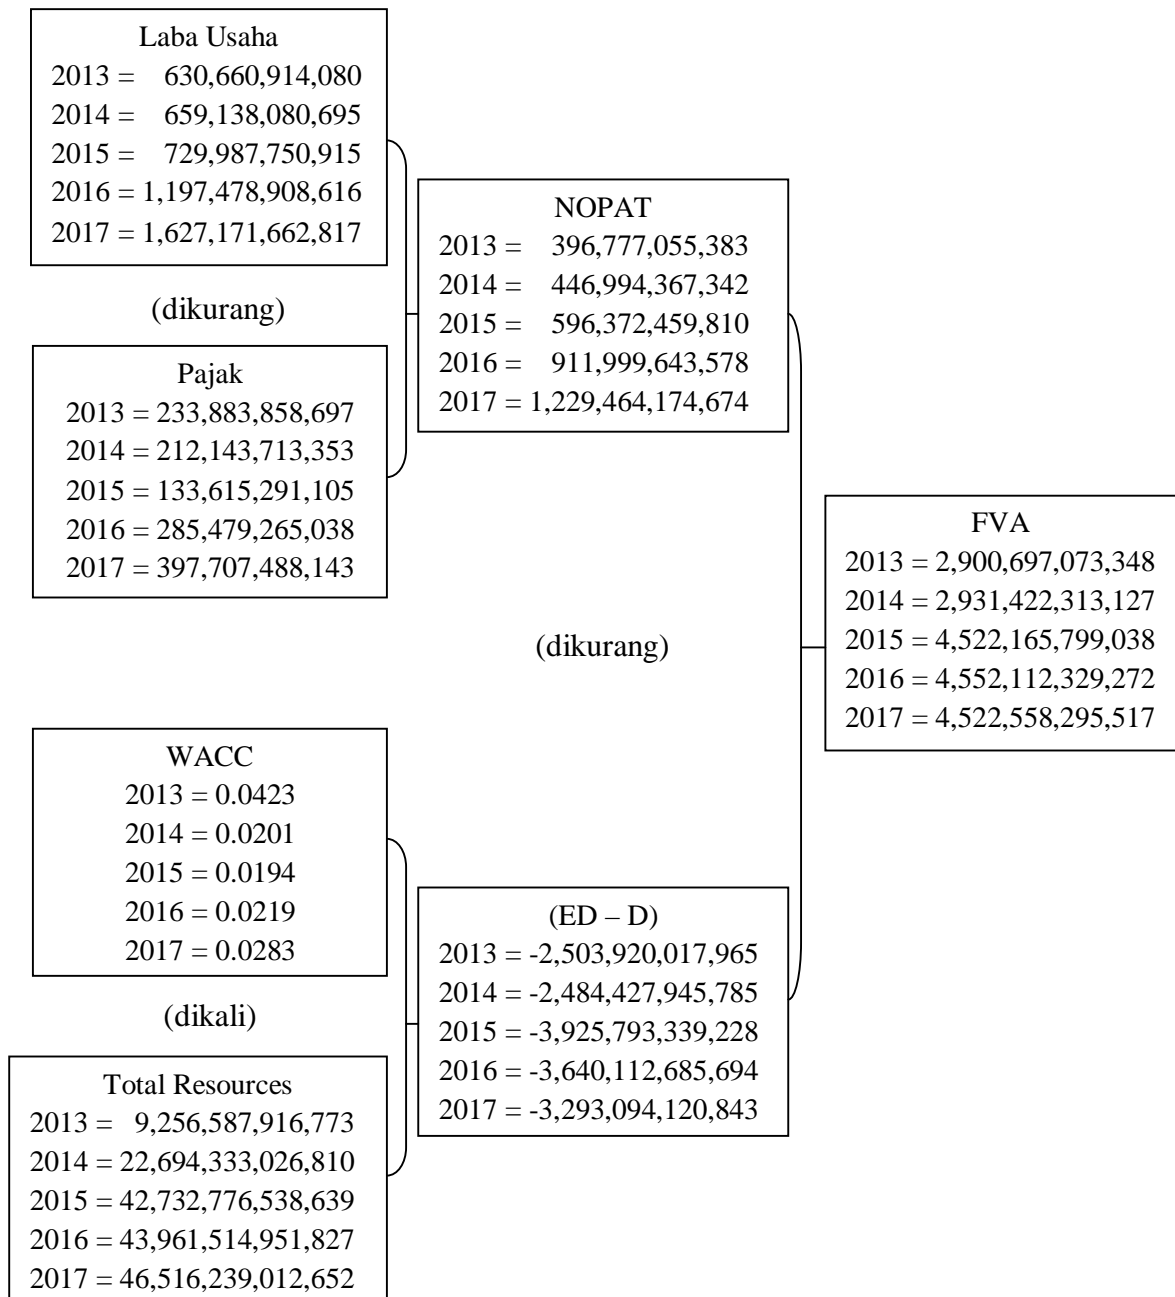 Laba Usaha
2013 = 630,660,914,080
2014 = 659,138,080,695
2015 = 729,987,750,915
2016 = 1,197,478,908,616
2017 = 1,627,171,662,817
(dikurang)
Pajak
2013 = 233,883,858,697
2014 = 212,143,713,353
2015 = 133,615,291,105
2016 = 285,479,265,038
2017 = 397,707,488,143
NOPAT
2013 = 396,777,055,383
2014 = 446,994,367,342
2015 = 596,372,459,810
2016 = 911,999,643,578
2017 = 1,229,464,174,674
(dikurang)
FVA
2013 = 2,900,697,073,348
2014 = 2,931,422,313,127
2015 = 4,522,165,799,038
2016 = 4,552,112,329,272
2017 = 4,522,558,295,517
WACC
2013 = 0.0423
2014 = 0.0201
2015 = 0.0194
2016 = 0.0219
2017 = 0.0283
(dikali)
Total Resources
2013 = 9,256,587,916,773
2014 = 22,694,333,026,810
2015 = 42,732,776,538,639
2016 = 43,961,514,951,827
2017 = 46,516,239,012,652
(ED – D)
2013 = -2,503,920,017,965
2014 = -2,484,427,945,785
2015 = -3,925,793,339,228
2016 = -3,640,112,685,694
2017 = -3,293,094,120,843